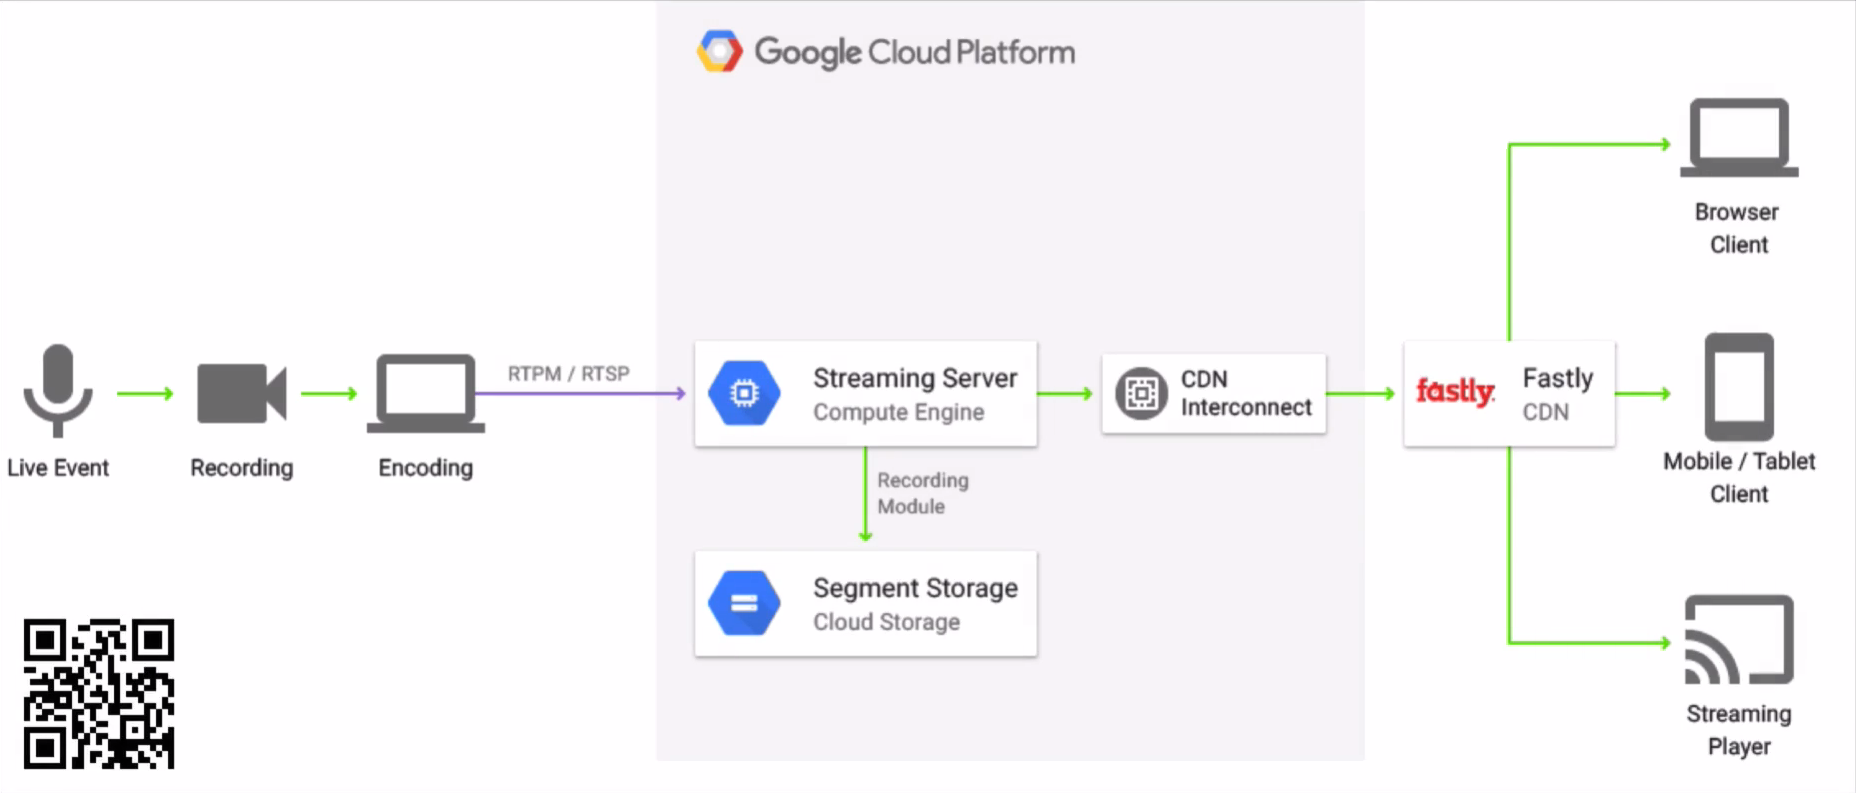 Google Cloud Platform
Browser
Client
Live Event
Recording
Encoding
RTPM / RTSP
Streaming Server
Compute Engine
CDN
Interconnect
fastly
Fastly
CDN
Mobile / Tablet
Client
Recording
Module
Segment Storage
Cloud Storage
Streaming
Player